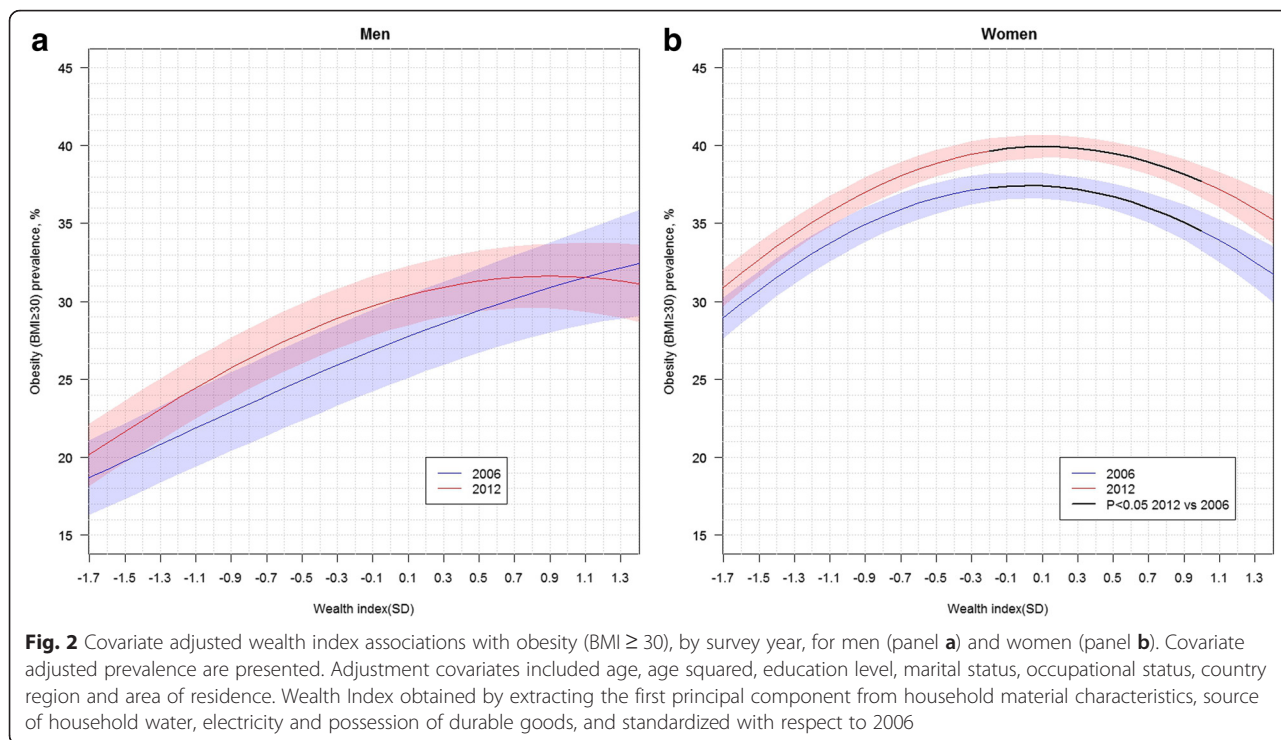 a
Men
Obesity (BMI≥30) prevalence, %
45
40
35
30
25
20
15
2006
2012
-1.7 -1.5 -1.3 -1.1 -0.9 -0.7 -0.5 -0.3 -0.1 0.1 0.3 0.5 0.7 0.9 1.1 1.3
Wealth index(SD)
b
Women
Obesity (BMI≥30) prevalence, %
45
40
35
30
25
20
15
2006
2012
P<0.05 2012 vs 2006
-1.7 -1.5 -1.3 -1.1 -0.9 -0.7 -0.5 -0.3 -0.1 0.1 0.3 0.5 0.7 0.9 1.1 1.3
Wealth index(SD)
Fig. 2 Covariate adjusted wealth index associations with obesity (BMI ≥ 30), by survey year, for men (panel a) and women (panel b). Covariate
adjusted prevalence are presented. Adjustment covariates included age, age squared, education level, marital status, occupational status, country
region and area of residence. Wealth Index obtained by extracting the first principal component from household material characteristics, source
of household water, electricity and possession of durable goods, and standardized with respect to 2006